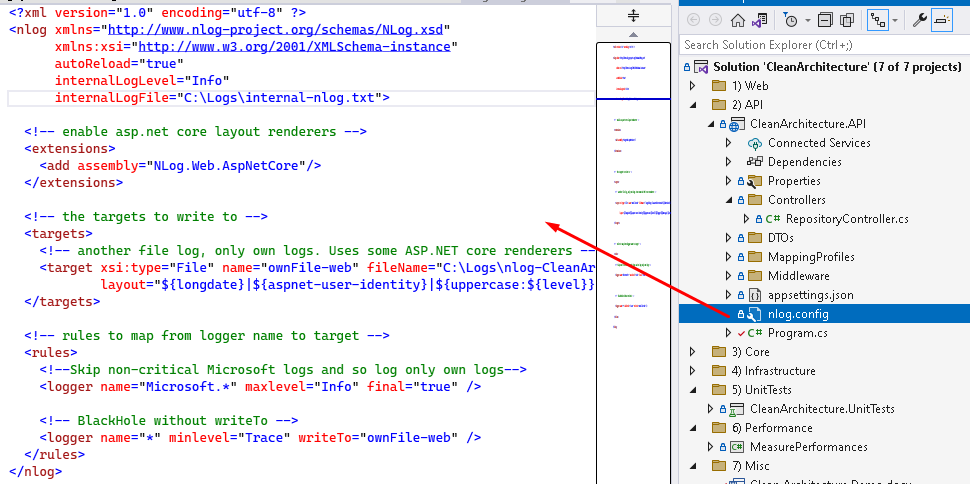 <?xml version="1.0" encoding="utf-8" ?>
<nlog xmlns="http://www.nlog-project.org/schemas/NLog.xsd"
xmlns:xsi="http://www.w3.org/2001/XMLSchema-instance"
autoReload="true"
internalLogLevel="Info"
internalLogFile="C:\Logs\internal-nlog.txt">
<!-- enable asp.net core layout renderers -->
<extensions>
<add assembly="NLog.Web.AspNetCore"/>
</extensions>
<!-- the targets to write to -->
<targets>
<!-- another file log, only own logs. Uses some ASP.NET core renderers --
<target xsi:type="File" name="ownFile-web" fileName="C:\Logs\nlog-CleanAr
layout="${longdate}|${aspnet-user-identity}|${uppercase:${level}}
</targets>
<!-- rules to map from logger name to target -->
<rules>
<!--Skip non-critical Microsoft logs and so log only own logs-->
<logger name="Microsoft.*" maxlevel="Info" final="true" />
<!-- BlackHole without writeTo -->
<logger name="*" minlevel="Trace" writeTo="ownFile-web" />
</rules>
</nlog>
Search Solution Explorer (Ctrl+;)
Solution 'CleanArchitecture' (7 of 7 projects)
1) Web
2) API
CleanArchitecture.API
Connected Services
Dependencies
Properties
Controllers
C# RepositoryController.cs
DTOs
MappingProfiles
Middleware
appsettings.json
nlog.config
C# Program.cs
3) Core
4) Infrastructure
5) UnitTests
CleanArchitecture.UnitTests
6) Performance
C# MeasurePerformances
7) Misc